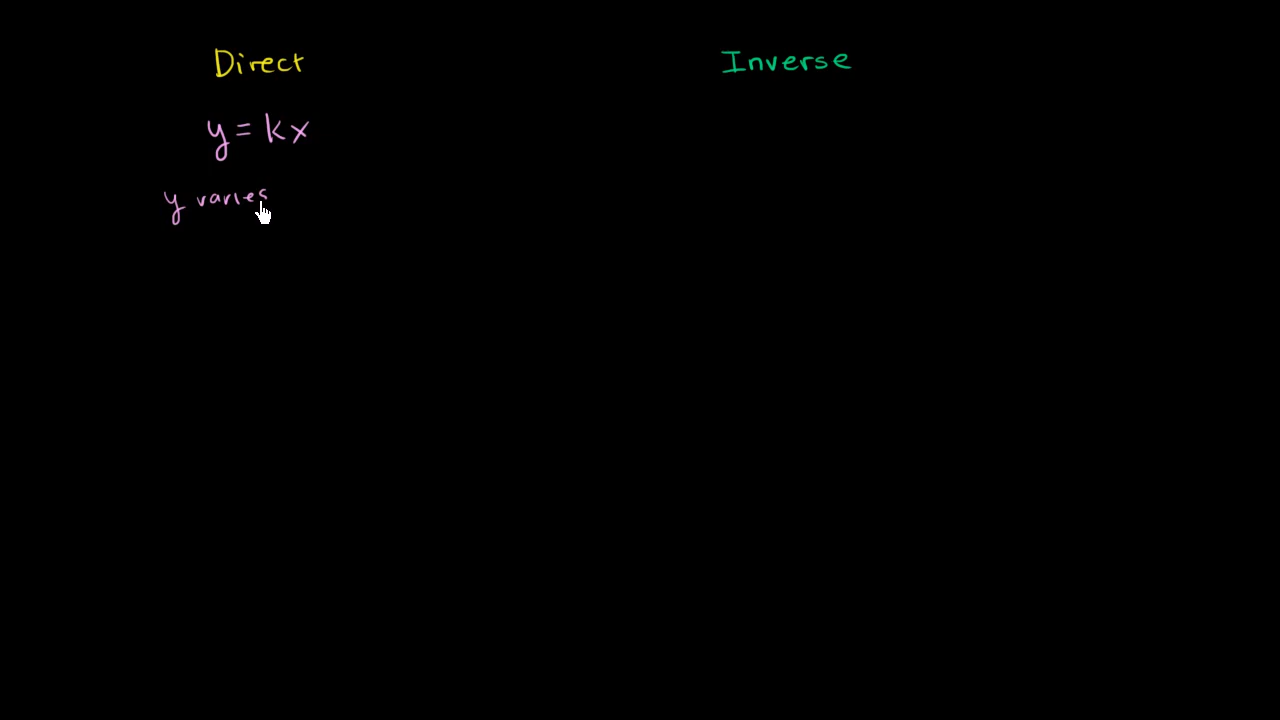 Direct
Inverse
y = kx
y varies